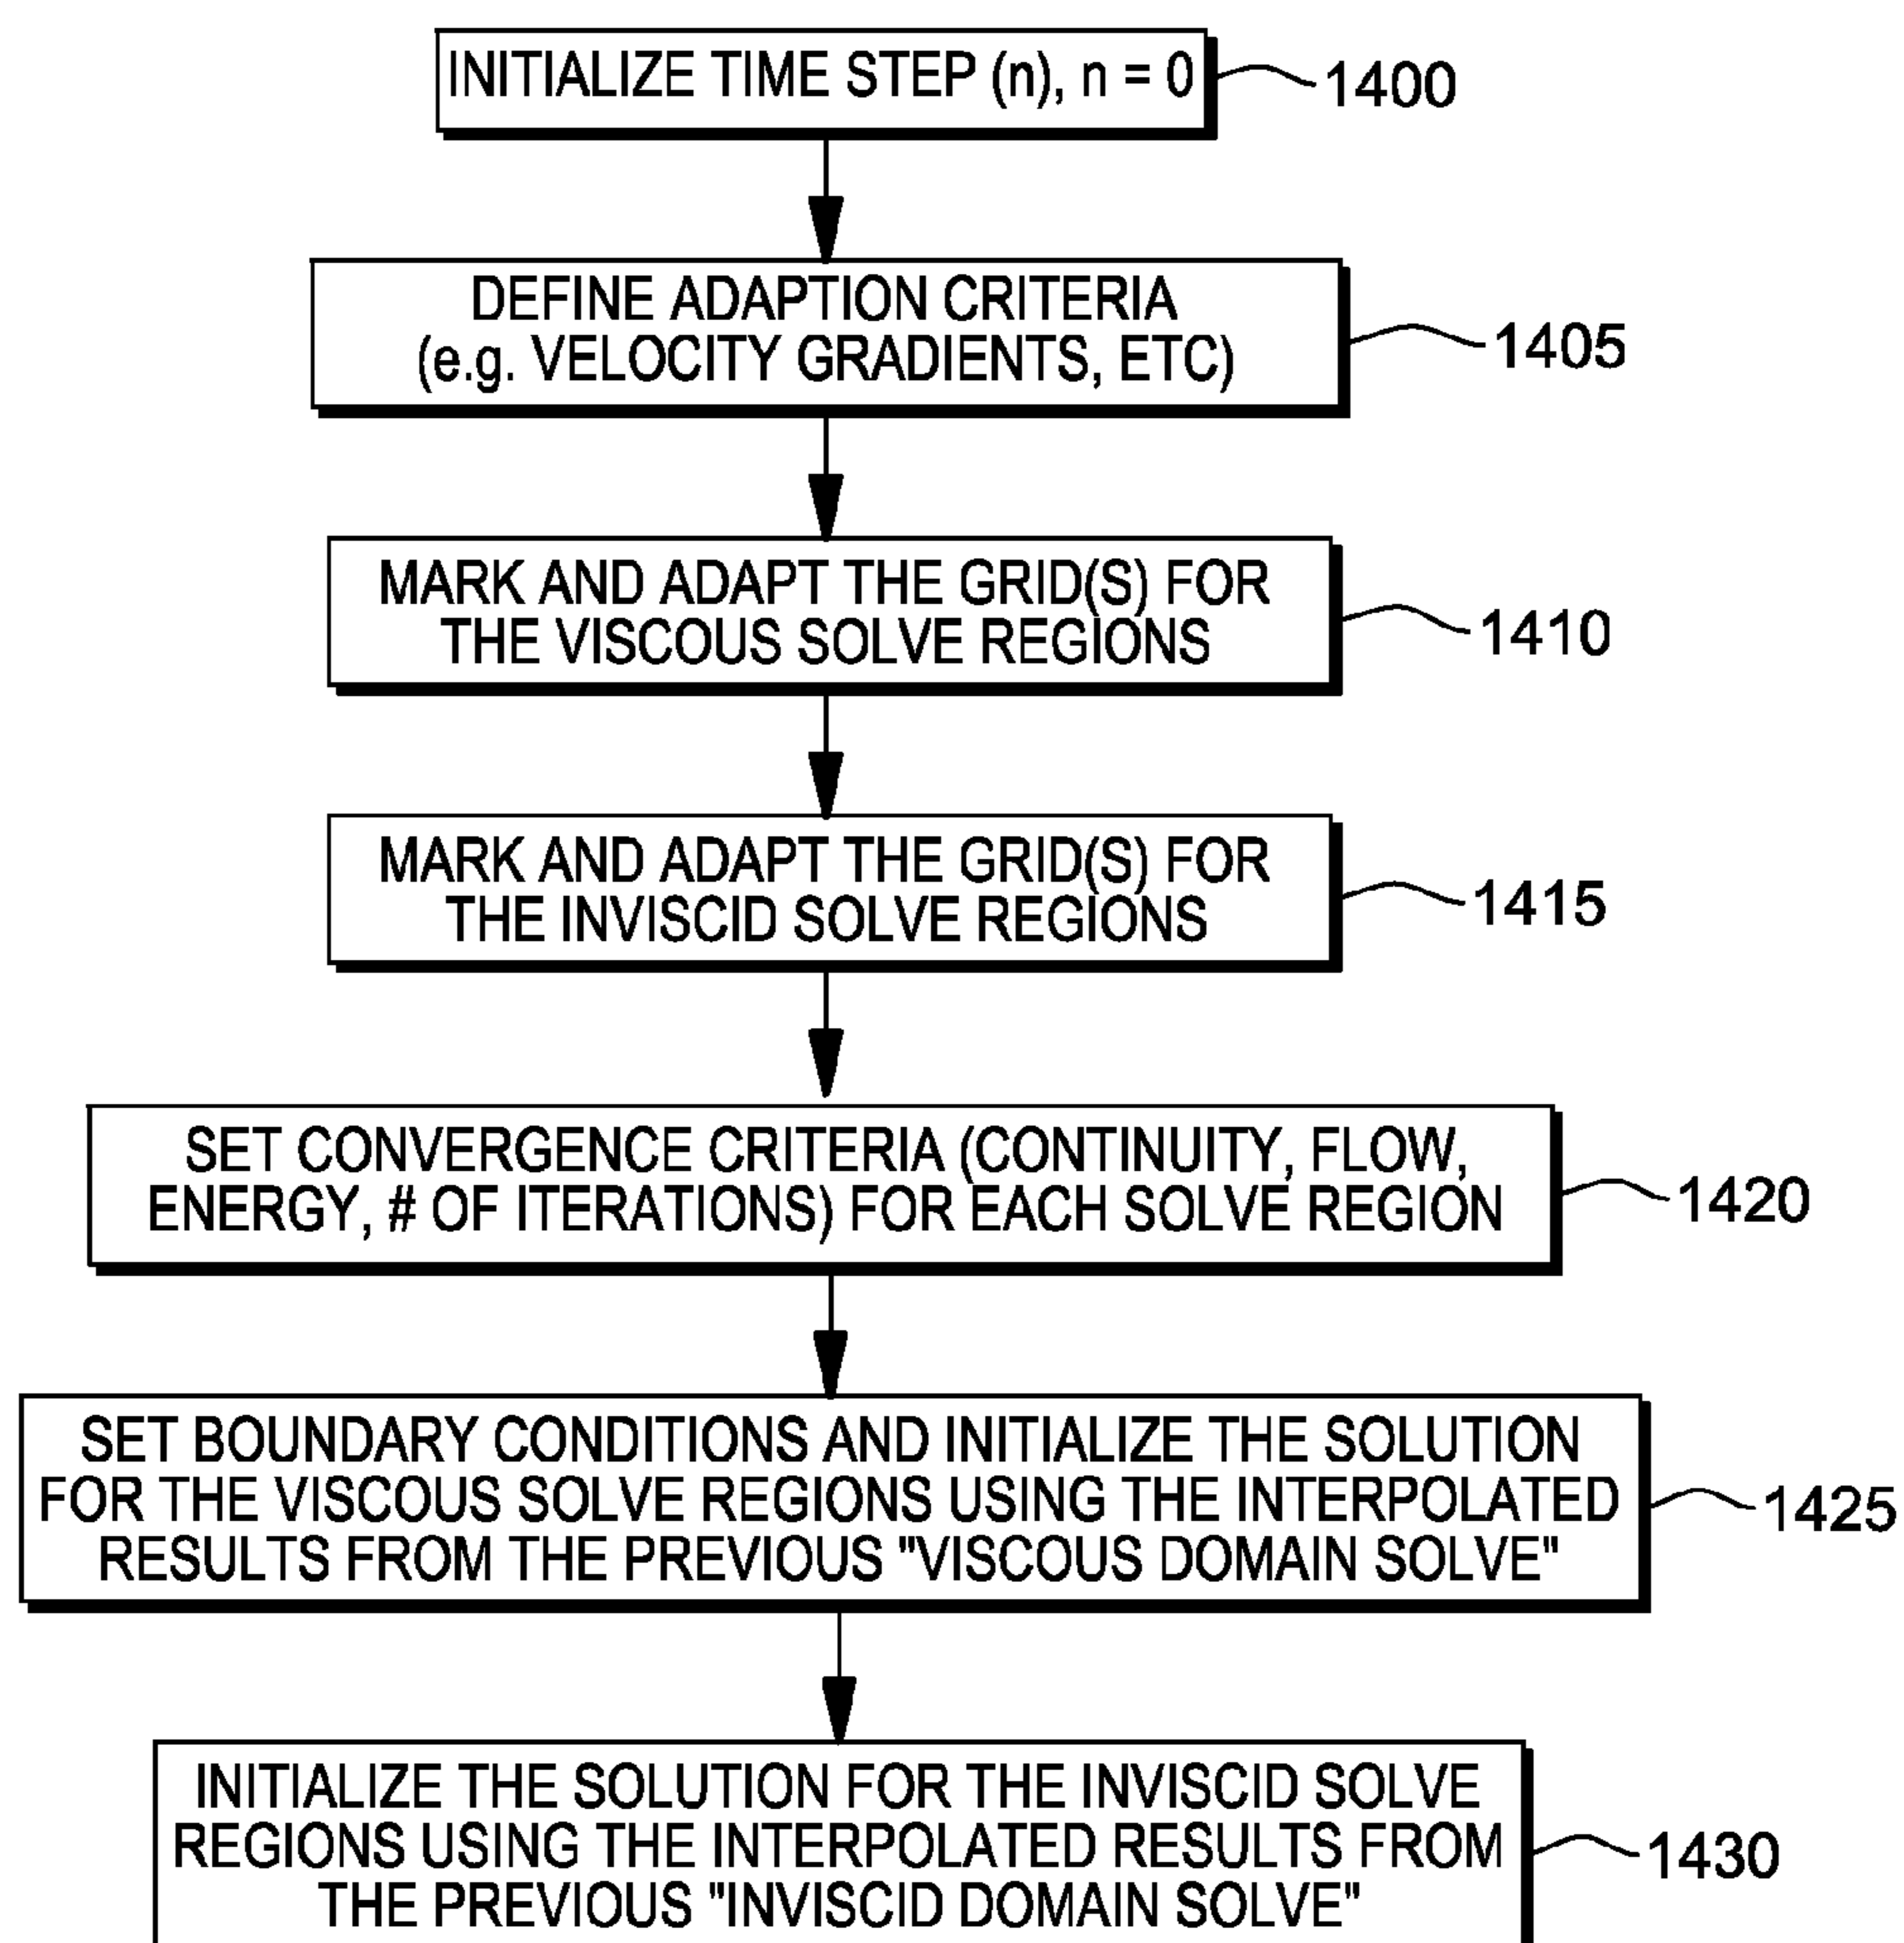 INITIALIZE TIME STEP (n), n = 0
1400
DEFINE ADAPTION CRITERIA
(e.g. VELOCITY GRADIENTS, ETC)
1405
MARK AND ADAPT THE GRID(S) FOR
THE VISCOUS SOLVE REGIONS
1410
MARK AND ADAPT THE GRID(S) FOR
THE INVISCID SOLVE REGIONS
1415
SET CONVERGENCE CRITERIA (CONTINUITY, FLOW,
ENERGY, # OF ITERATIONS) FOR EACH SOLVE REGION
1420
SET BOUNDARY CONDITIONS AND INITIALIZE THE SOLUTION
FOR THE VISCOUS SOLVE REGIONS USING THE INTERPOLATED
RESULTS FROM THE PREVIOUS "VISCOUS DOMAIN SOLVE"
1425
INITIALIZE THE SOLUTION FOR THE INVISCID SOLVE
REGIONS USING THE INTERPOLATED RESULTS FROM
THE PREVIOUS "INVISCID DOMAIN SOLVE"
1430